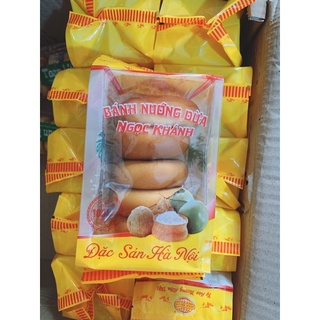 BÁNH NƯỚNG DỪA
NGỌC KHÁNH
Đặc Sản Hà Nội